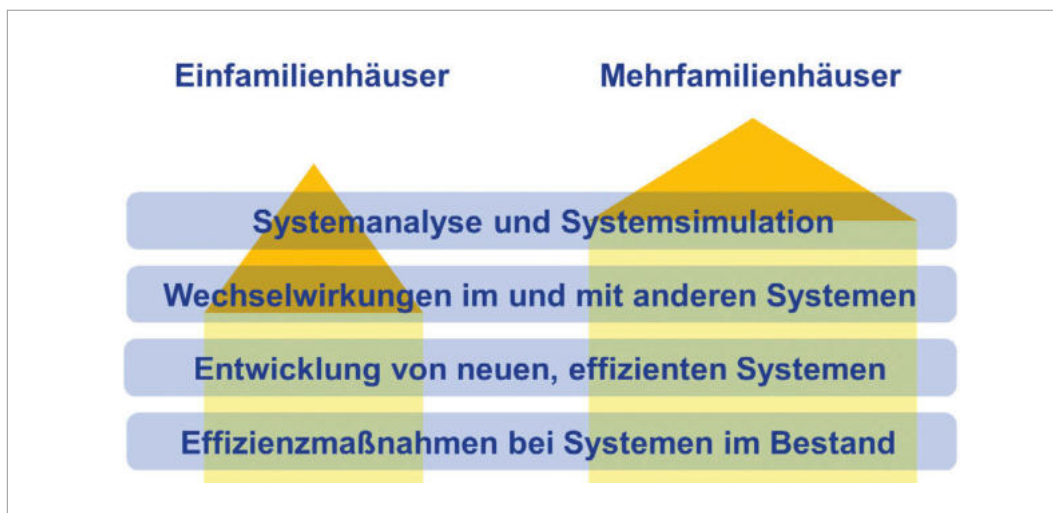 Einfamilienhäuser
Mehrfamilienhäuser
Systemanalyse und Systemsimulation
Wechselwirkungen im und mit anderen Systemen
Entwicklung von neuen, effizienten Systemen
Effizienzmaßnahmen bei Systemen im Bestand